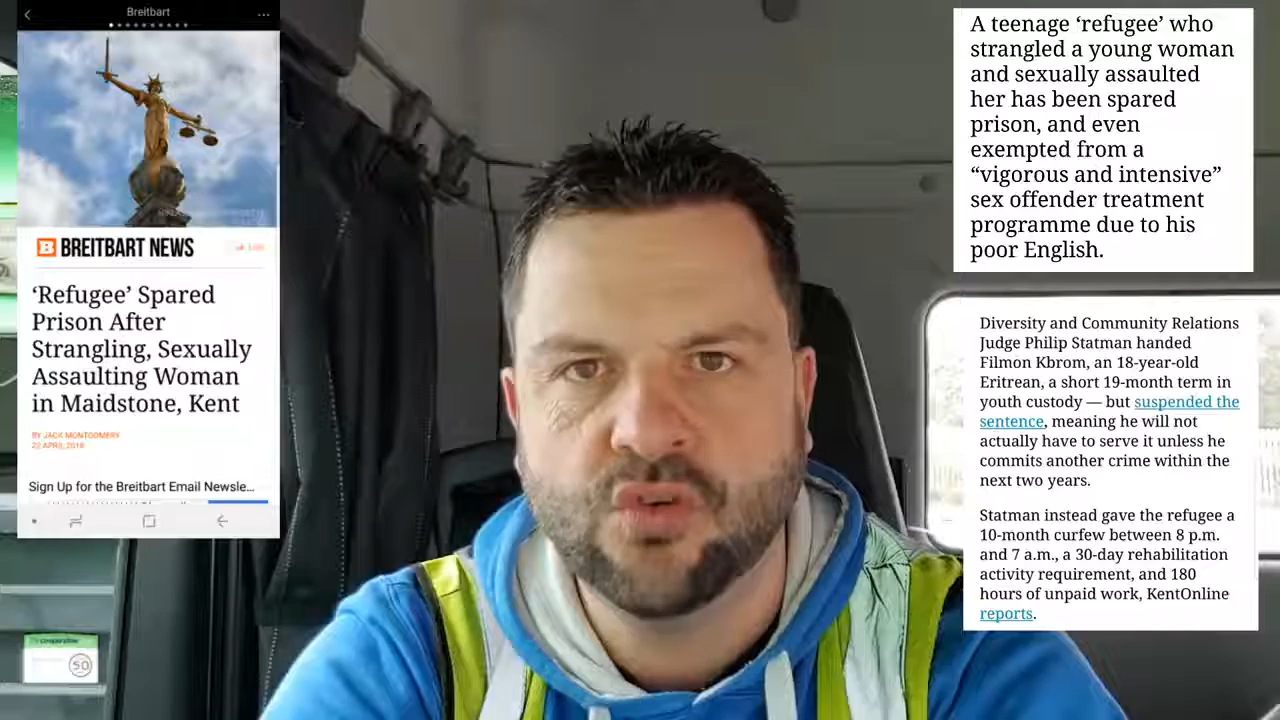 Breitbart
BREITBART NEWS
‘Refugee’ Spared
Prison After
Strangling, Sexually
Assaulting Woman
in Maidstone, Kent
BY JACK MONTGOMERY
22 APRIL 2018
Sign Up for the Breitbart Email Newsle…
A teenage ‘refugee’ who
strangled a young woman
and sexually assaulted
her has been spared
prison, and even
exempted from a
“vigorous and intensive”
sex offender treatment
programme due to his
poor English.
Diversity and Community Relations
Judge Philip Statman handed
Filmon Kbrom, an 18-year-old
Eritrean, a short 19-month term in
youth custody — but suspended the
sentence, meaning he will not
actually have to serve it unless he
commits another crime within the
next two years.
Statman instead gave the refugee a
10-month curfew between 8 p.m.
and 7 a.m., a 30-day rehabilitation
activity requirement, and 180
hours of unpaid work, KentOnline
reports.
50